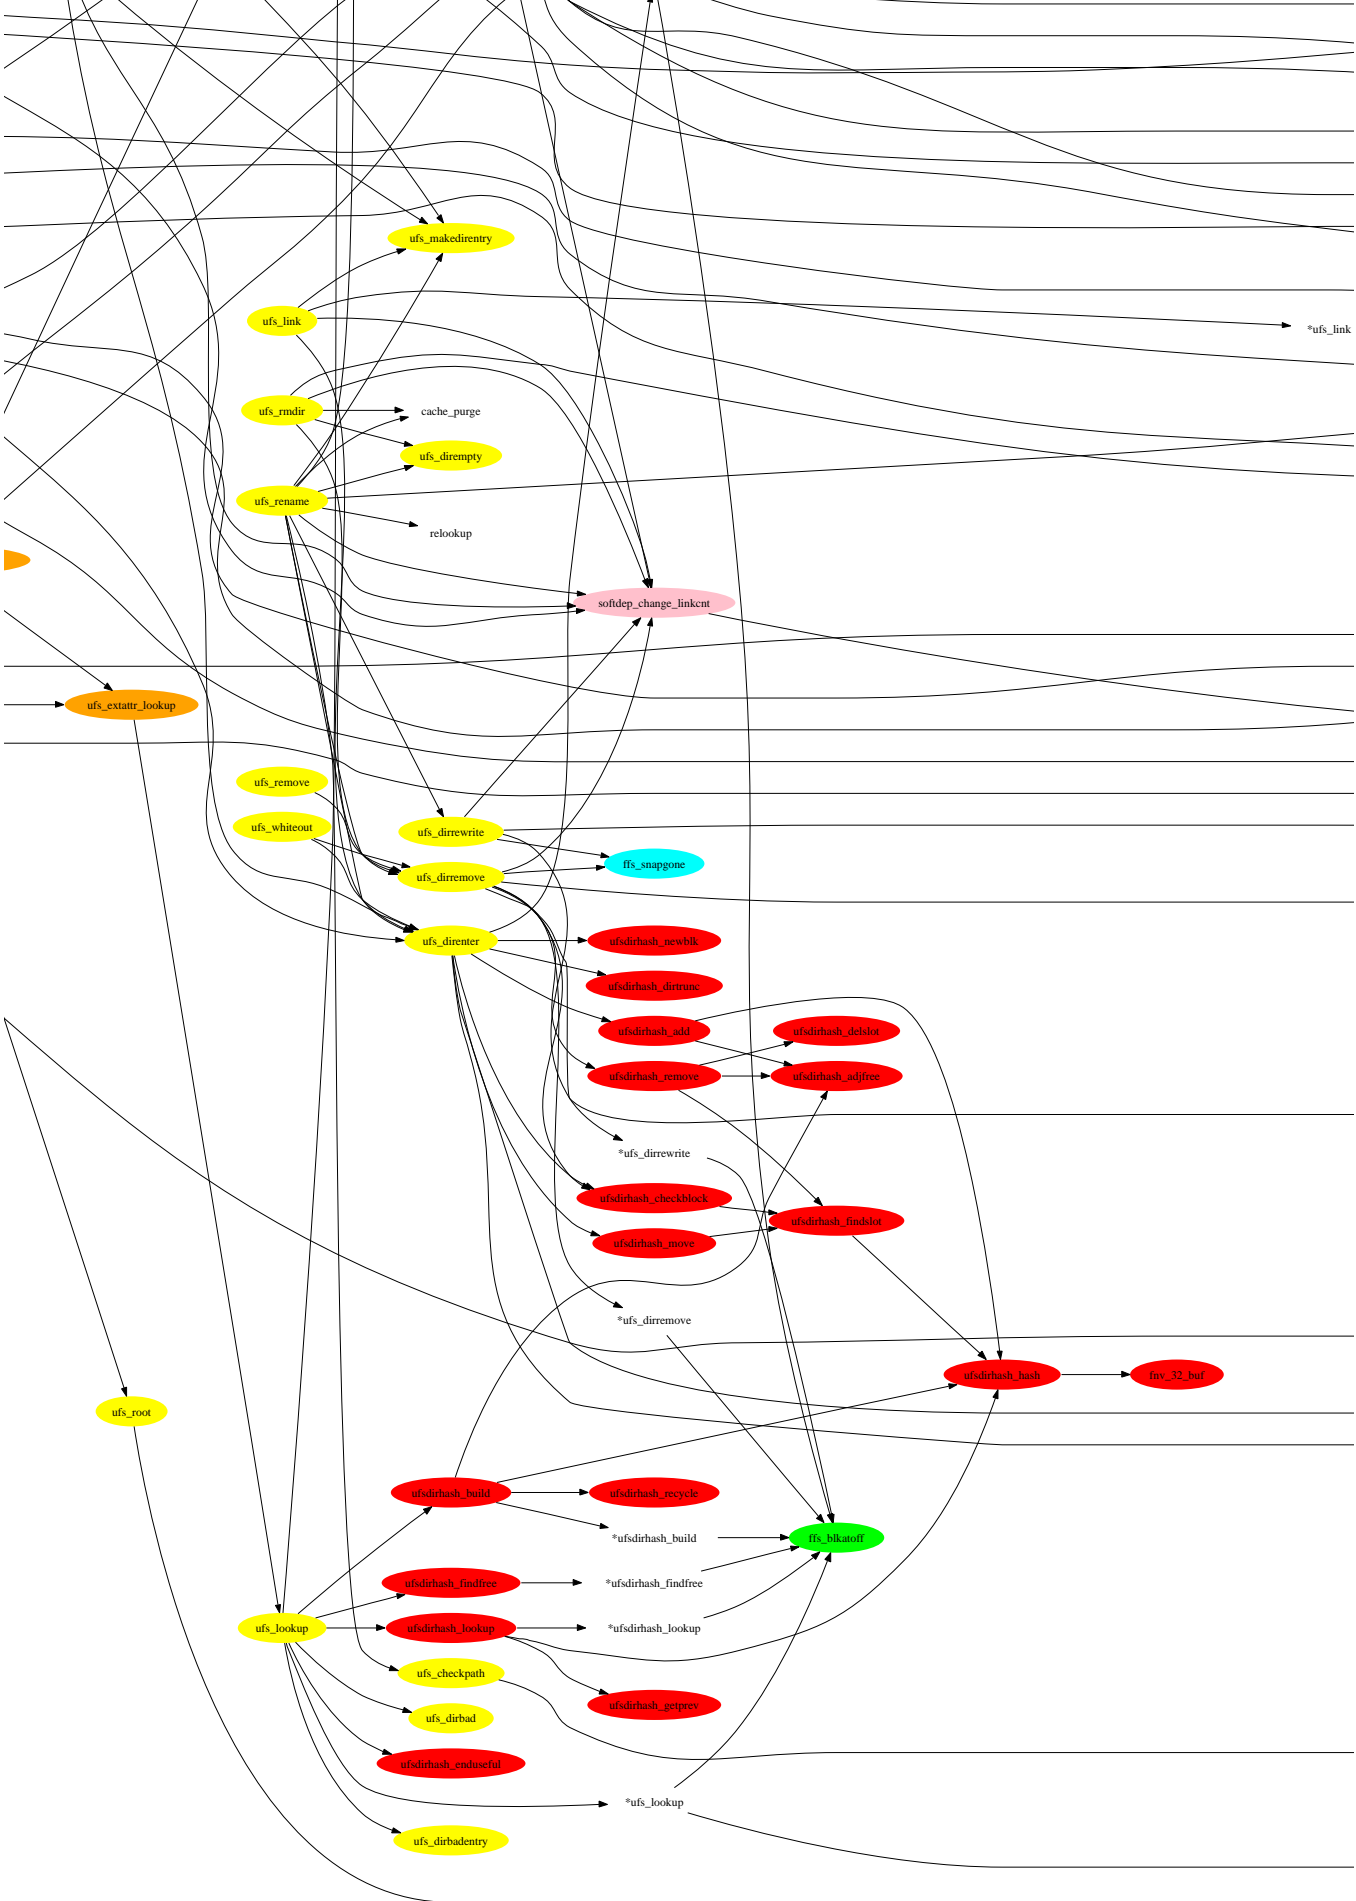 ufs_makedirentry
ufs_link
*ufs_link
ufs_rmdir
cache_purge
ufs_dirempty
ufs_rename
relookup
softdep_change_linkcnt
ufs_extattr_lookup
ufs_remove
ufs_whiteout
ufs_dirrewrite
ffs_snapgone
ufs_dirremove
ufs_direnter
ufsdirhash_newblk
ufsdirhash_dirtrunc
ufsdirhash_add
ufsdirhash_delslot
ufsdirhash_remove
ufsdirhash_adjfree
*ufs_dirrewrite
ufsdirhash_checkblock
ufsdirhash_findslot
ufsdirhash_move
*ufs_dirremove
ufsdirhash_hash
fnv_32_buf
ufs_root
ufsdirhash_build
ufsdirhash_recycle
*ufsdirhash_build
ffs_blkatoff
ufsdirhash_findfree
*ufsdirhash_findfree
ufs_lookup
ufsdirhash_lookup
*ufsdirhash_lookup
ufs_checkpath
ufsdirhash_getprev
ufs_dirbad
ufsdirhash_enduseful
*ufs_lookup
ufs_dirbadentry